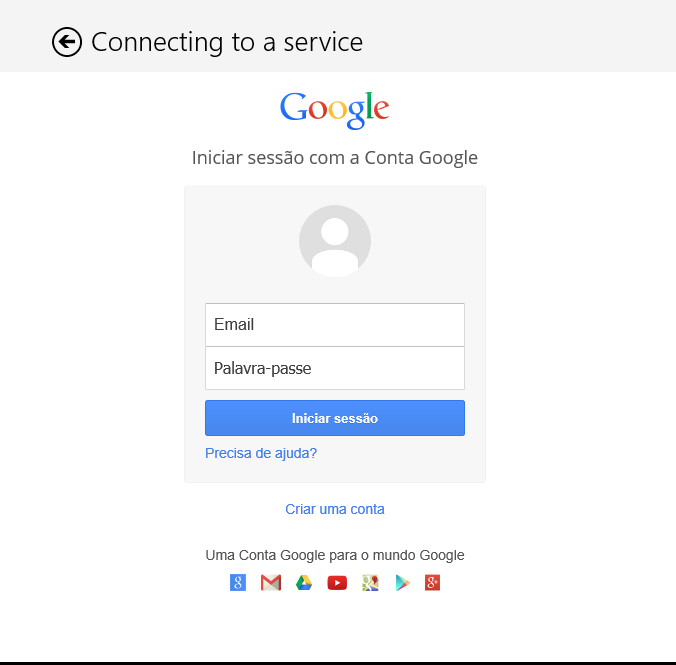 Connecting to a service
Google
Iniciar sessão com a Conta Google
Email
Palavra-passe
Iniciar sessão
Precisa de ajuda?
Criar uma conta
Uma Conta Google para o mundo Google